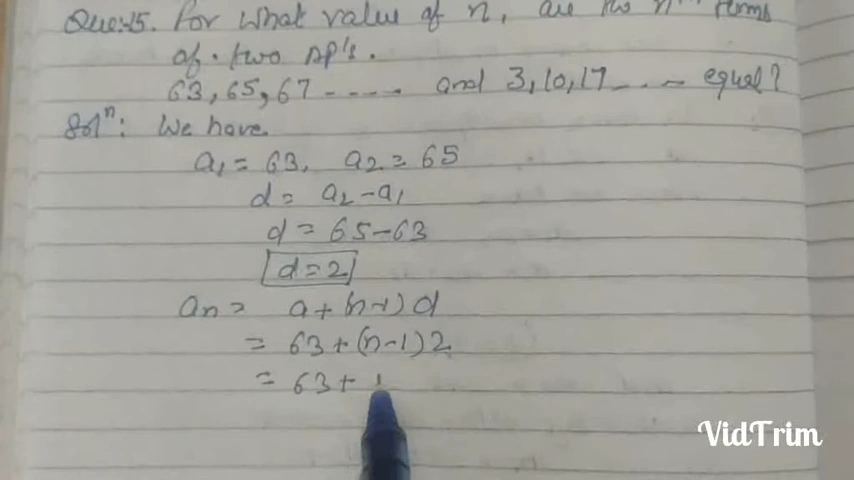 Que:-15. For what value of n, are two nth terms
of two AP's.
63, 65, 67 ----- and 3, 10, 17 --.-- equal?
Solⁿ: We have
a₁ = 63, a₂ = 65
d = a₂ - a₁
d = 65 - 63
d = 2
an = a + (n-1) d
= 63 + (n-1) 2
= 63 +
VidTrim